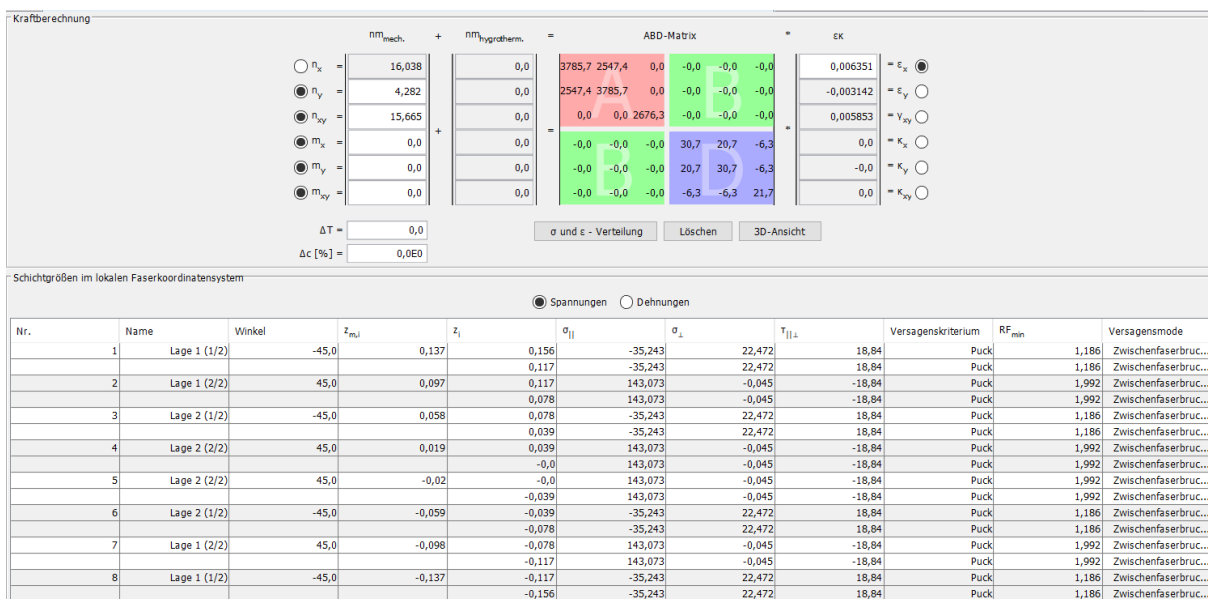 Kraftberechnung
nm mech. + nm hygrotherm. = ABD-Matrix * εκ
n x = 16,038 0,0 3785,7 2547,4 0,0 -0,0 -0,0 -0,0 0,006351 = ε x
n y = 4,282 0,0 2547,4 3785,7 0,0 -0,0 -0,0 -0,0 -0,003142 = ε y
n xy = 15,665 0,0 0,0 0,0 2676,3 -0,0 -0,0 -0,0 0,005853 = γ xy
A B
+ = *
m x = 0,0 0,0 -0,0 -0,0 -0,0 30,7 20,7 -6,3 0,0 = κ x
m y = 0,0 0,0 -0,0 -0,0 -0,0 20,7 30,7 -6,3 -0,0 = κ y
m xy = 0,0 0,0 -0,0 -0,0 -0,0 -6,3 -6,3 21,7 0,0 = κ xy
B D
ΔT = 0,0 σ und ε - Verteilung Löschen 3D-Ansicht
Δc [%] = 0,0E0
Schichtgrößen im lokalen Faserkoordinatensystem
Spannungen Dehnungen
Nr. Name Winkel z m,i z i σ || σ ⊥ τ ||⊥ Versagenskriterium RF min Versagensmode
1 Lage 1 (1/2) -45,0 0,137 0,156 -35,243 22,472 18,84 Puck 1,186 Zwischenfaserbruc...
0,117 -35,243 22,472 18,84 Puck 1,186 Zwischenfaserbruc...
2 Lage 1 (2/2) 45,0 0,097 0,117 143,073 -0,045 -18,84 Puck 1,992 Zwischenfaserbruc...
0,078 143,073 -0,045 -18,84 Puck 1,992 Zwischenfaserbruc...
3 Lage 2 (1/2) -45,0 0,058 0,078 -35,243 22,472 18,84 Puck 1,186 Zwischenfaserbruc...
0,039 -35,243 22,472 18,84 Puck 1,186 Zwischenfaserbruc...
4 Lage 2 (2/2) 45,0 0,019 0,039 143,073 -0,045 -18,84 Puck 1,992 Zwischenfaserbruc...
-0,0 143,073 -0,045 -18,84 Puck 1,992 Zwischenfaserbruc...
5 Lage 2 (2/2) 45,0 -0,02 -0,0 143,073 -0,045 -18,84 Puck 1,992 Zwischenfaserbruc...
-0,039 143,073 -0,045 -18,84 Puck 1,992 Zwischenfaserbruc...
6 Lage 2 (1/2) -45,0 -0,059 -0,039 -35,243 22,472 18,84 Puck 1,186 Zwischenfaserbruc...
-0,078 -35,243 22,472 18,84 Puck 1,186 Zwischenfaserbruc...
7 Lage 1 (2/2) 45,0 -0,098 -0,078 143,073 -0,045 -18,84 Puck 1,992 Zwischenfaserbruc...
-0,117 143,073 -0,045 -18,84 Puck 1,992 Zwischenfaserbruc...
8 Lage 1 (1/2) -45,0 -0,137 -0,117 -35,243 22,472 18,84 Puck 1,186 Zwischenfaserbruc...
-0,156 -35,243 22,472 18,84 Puck 1,186 Zwischenfaserbruc...